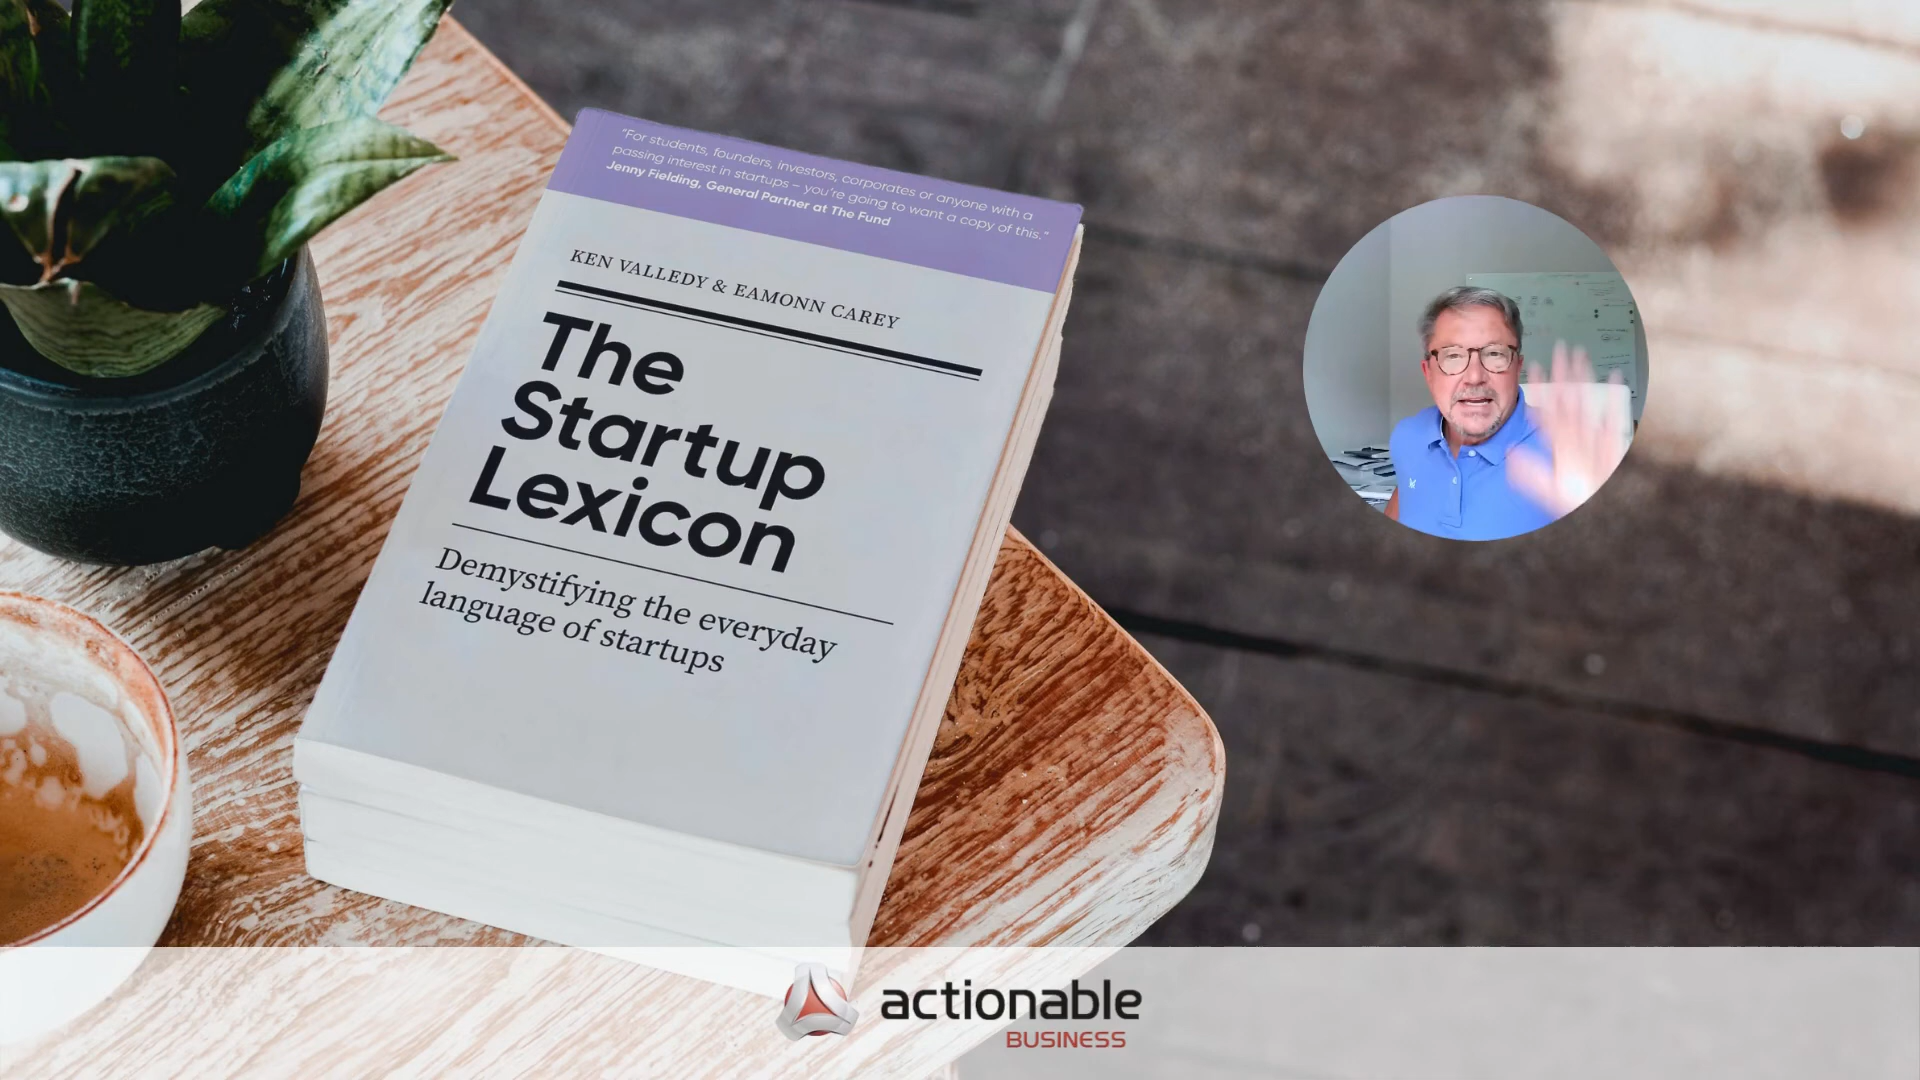 "For students, founders, investors, corporates or anyone with a
passing interest in startups – you're going to want a copy of this."
Jenny Fielding, General Partner at The Fund
KEN VALLEDY & EAMONN CAREY
The
Startup
Lexicon
Demystifying the everyday
language of startups
actionable
BUSINESS